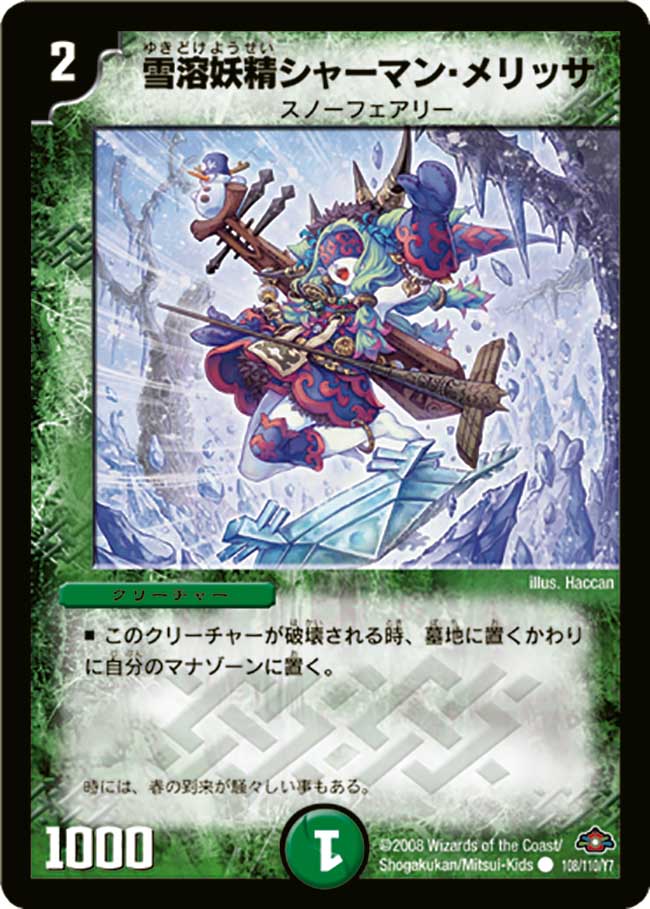 2
ゆきどけようせい
雪溶妖精シャーマン・メリッサ
スノーフェアリー
illus. Haccan
クリーチャー
■ このクリーチャーが破壊される時、墓地に置くかわり
に自分のマナゾーンに置く。
時には、春の到来が騒々しい事もある。
1000
1
©2008 Wizards of the Coast/
Shogakukan/Mitsui-Kids
108/110/Y7